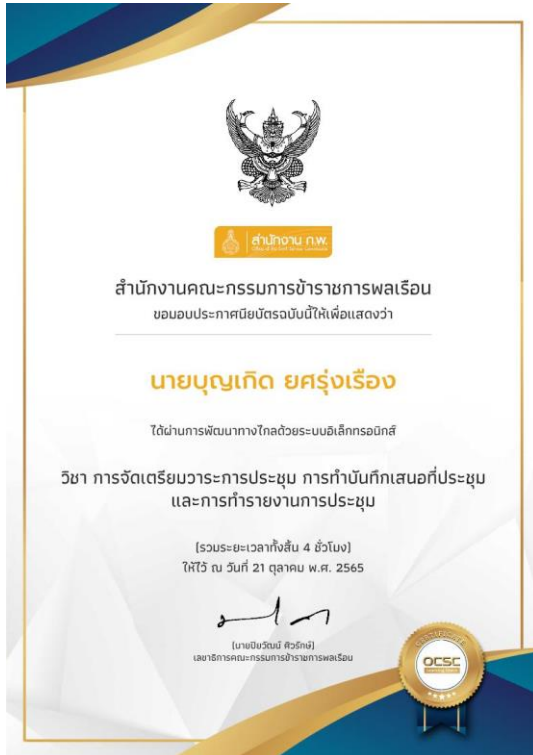 สำนักงาน ก.พ.
สำนักงานคณะกรรมการข้าราชการพลเรือน
ขอมอบประกาศนียบัตรฉบับนี้ให้เพื่อแสดงว่า
นายบุญเกิด ยศรุ่งเรือง
ได้ผ่านการพัฒนาทางไกลด้วยระบบอิเล็กทรอนิกส์
วิชา การจัดเตรียมวาระการประชุม การทำบันทึกเสนอที่ประชุม
และการทำรายงานการประชุม
(รวมระยะเวลาทั้งสิ้น 4 ชั่วโมง)
ให้ไว้ ณ วันที่ 21 ตุลาคม พ.ศ. 2565
(นายปิยวัฒน์ ศิวรักษ์)
เลขาธิการคณะกรรมการข้าราชการพลเรือน
CERTIFICATE
OCSC